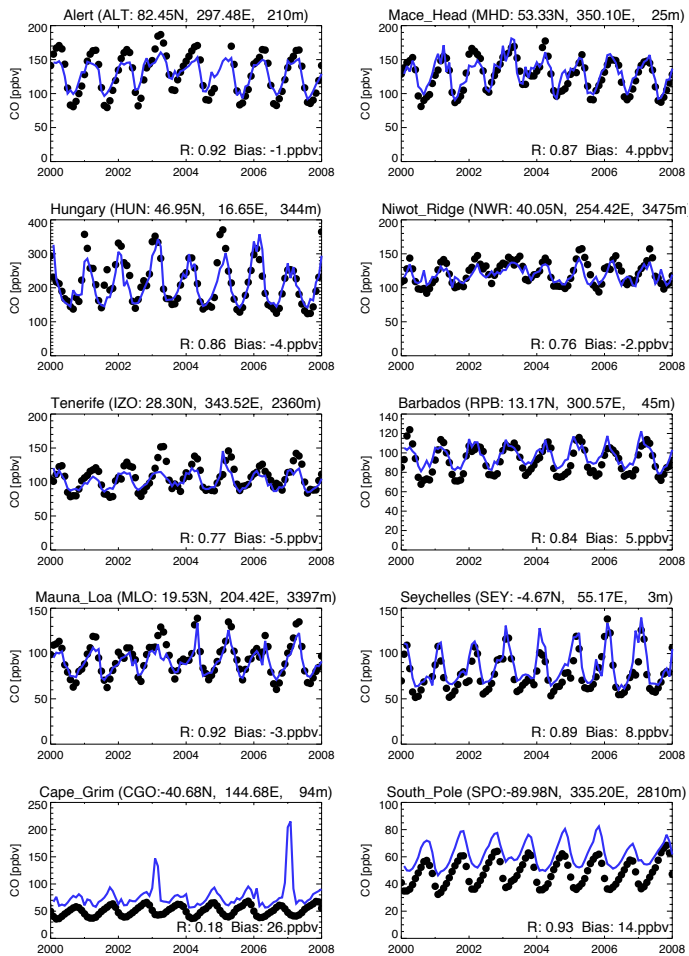 Alert (ALT: 82.45N, 297.48E, 210m)
CO [ppbv]
200
150
100
50
0
R: 0.92 Bias: -1.ppbv
2000 2002 2004 2006 2008
Mace_Head (MHD: 53.33N, 350.10E, 25m)
CO [ppbv]
200
150
100
50
0
R: 0.87 Bias: 4.ppbv
2000 2002 2004 2006 2008
Hungary (HUN: 46.95N, 16.65E, 344m)
CO [ppbv]
400
300
200
100
0
R: 0.86 Bias: -4.ppbv
2000 2002 2004 2006 2008
Niwot_Ridge (NWR: 40.05N, 254.42E, 3475m)
CO [ppbv]
200
150
100
50
0
R: 0.76 Bias: -2.ppbv
2000 2002 2004 2006 2008
Tenerife (IZO: 28.30N, 343.52E, 2360m)
CO [ppbv]
200
150
100
50
0
R: 0.77 Bias: -5.ppbv
2000 2002 2004 2006 2008
Barbados (RPB: 13.17N, 300.57E, 45m)
CO [ppbv]
140
120
100
80
60
40
20
0
R: 0.84 Bias: 5.ppbv
2000 2002 2004 2006 2008
Mauna_Loa (MLO: 19.53N, 204.42E, 3397m)
CO [ppbv]
150
100
50
0
R: 0.92 Bias: -3.ppbv
2000 2002 2004 2006 2008
Seychelles (SEY: -4.67N, 55.17E, 3m)
CO [ppbv]
150
100
50
0
R: 0.89 Bias: 8.ppbv
2000 2002 2004 2006 2008
Cape_Grim (CGO:-40.68N, 144.68E, 94m)
CO [ppbv]
250
200
150
100
50
0
R: 0.18 Bias: 26.ppbv
2000 2002 2004 2006 2008
South_Pole (SPO:-89.98N, 335.20E, 2810m)
CO [ppbv]
100
80
60
40
20
0
R: 0.93 Bias: 14.ppbv
2000 2002 2004 2006 2008